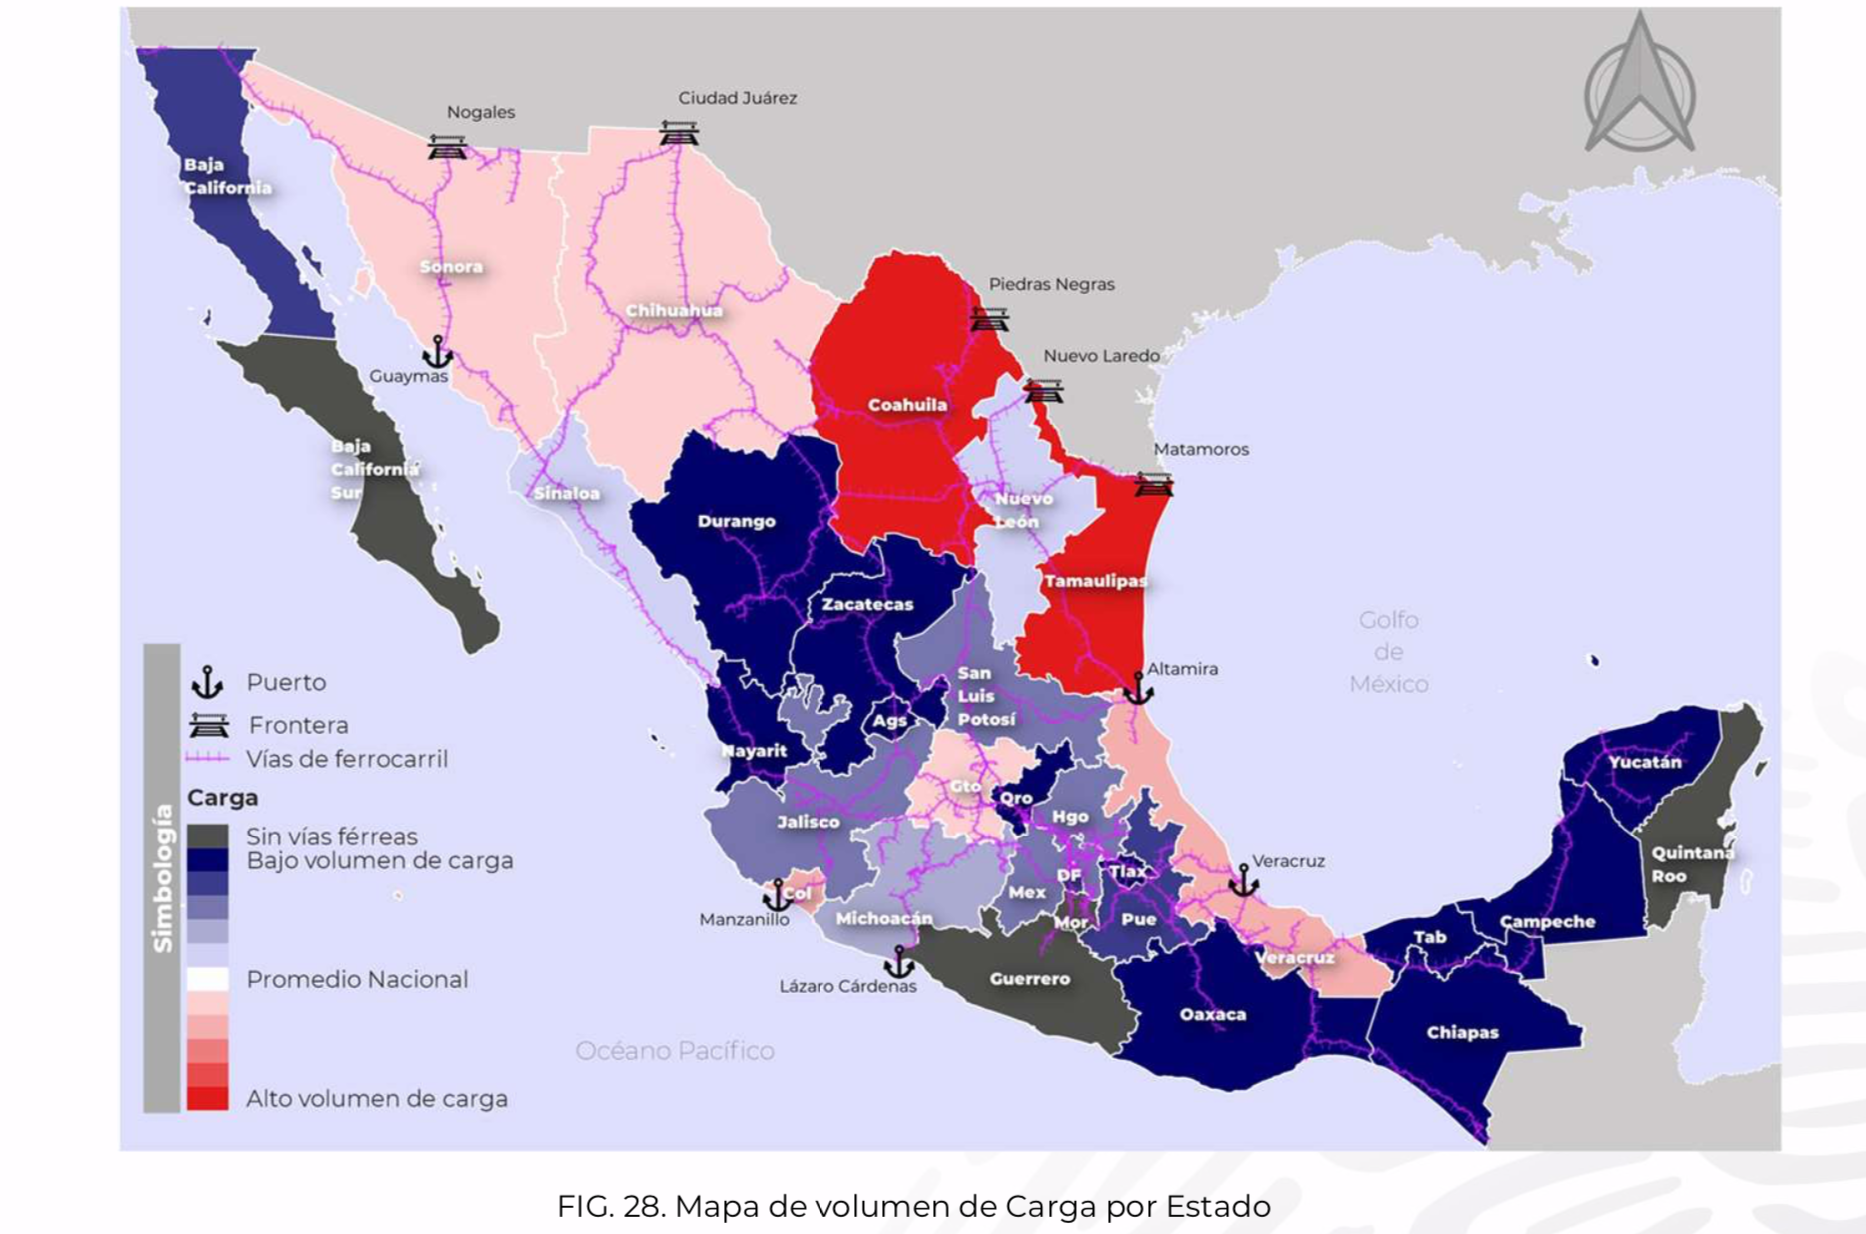 Nogales
Ciudad Juárez
Baja
California
Sonora
Chihuahua
Piedras Negras
Nuevo Laredo
Guaymas
Coahuila
Matamoros
Baja
California
Sur
Sinaloa
Nuevo
León
Durango
Tamaulipas
Zacatecas
Golfo
de
México
Altamira
San
Luis
Potosí
Ags
Nayarit
Yucatán
Gto
Qro
Hgo
Jalisco
Quintana
Roo
Veracruz
DF
Tlax
Col
Mex
Manzanillo
Michoacán
Mor
Pue
Campeche
Tab
Veracruz
Guerrero
Lázaro Cárdenas
Oaxaca
Chiapas
Océano Pacífico
Simbología
Puerto
Frontera
Vías de ferrocarril
Carga
Sin vías férreas
Bajo volumen de carga
Promedio Nacional
Alto volumen de carga
FIG. 28. Mapa de volumen de Carga por Estado